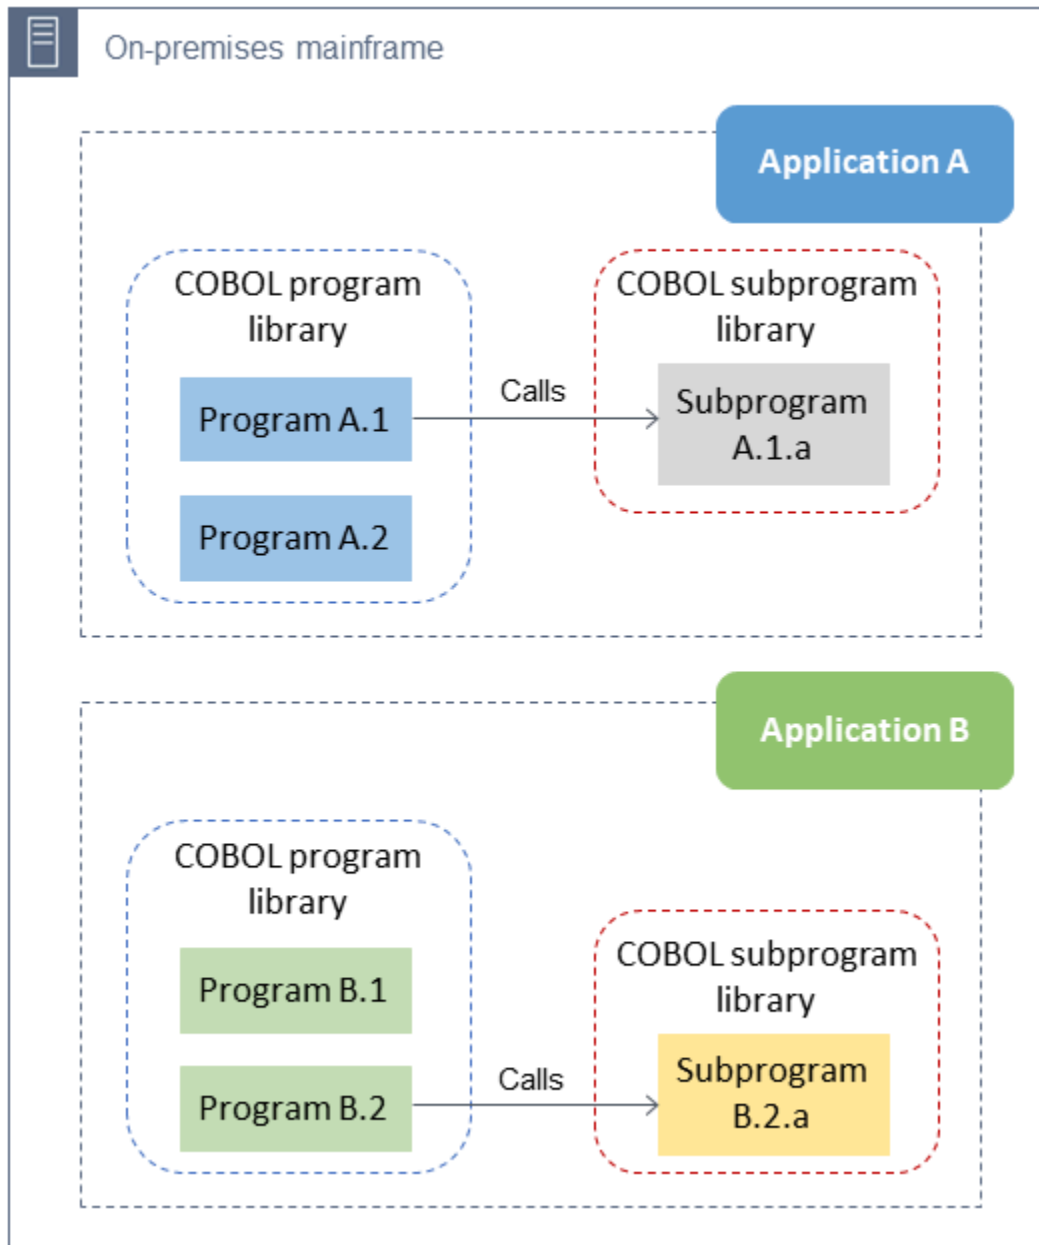 On-premises mainframe
Application A
COBOL program
library
COBOL subprogram
library
Program A.1
Calls
Subprogram
A.1.a
Program A.2
Application B
COBOL program
library
COBOL subprogram
library
Program B.1
Program B.2
Calls
Subprogram
B.2.a